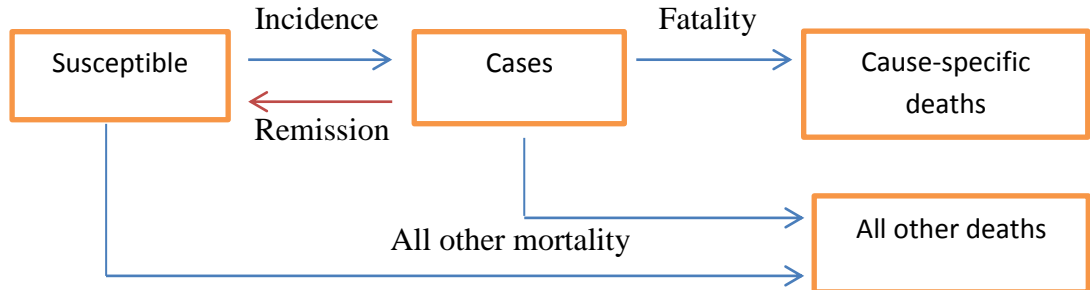 Incidence
Fatality
Susceptible
Cases
Cause-specific
deaths
Remission
All other mortality
All other deaths